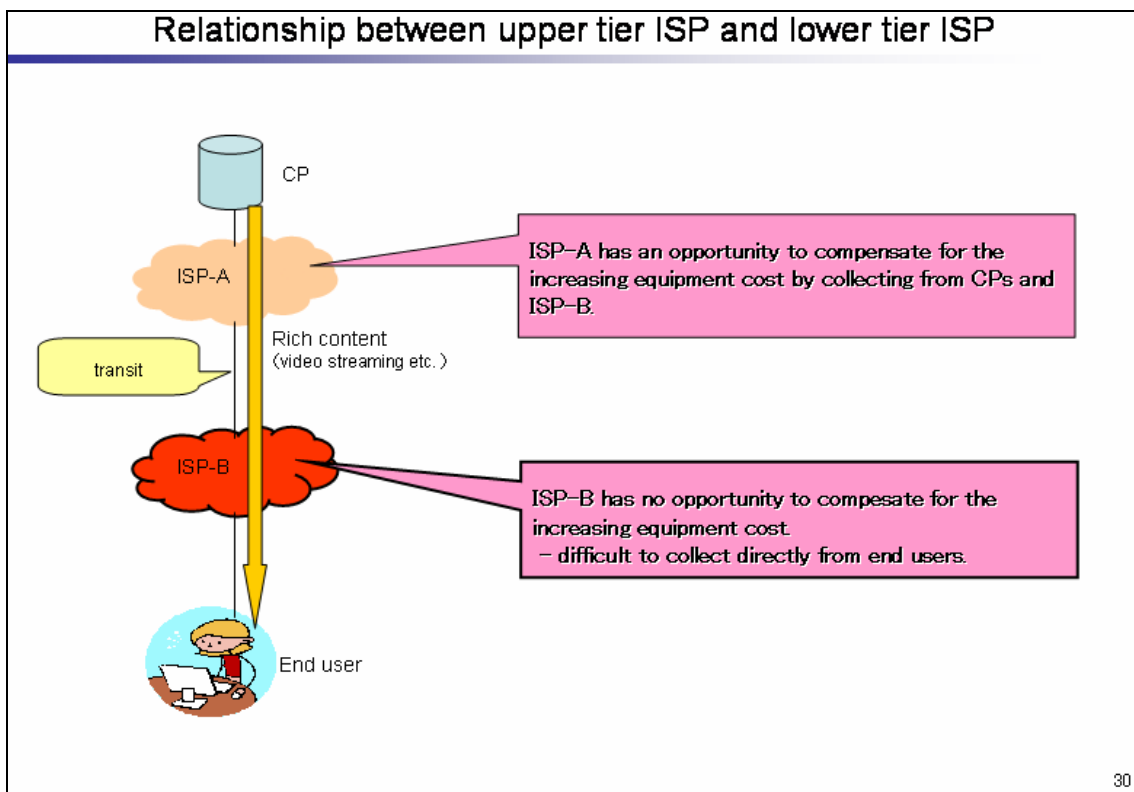 Relationship between upper tier ISP and lower tier ISP
CP
ISP-A has an opportunity to compensate for the
increasing equipment cost by collecting from CPs and
ISP-B.
ISP-A
Rich content
(video streaming etc.)
transit
ISP-B
ISP-B has no opportunity to compesate for the
increasing equipment cost.
- difficult to collect directly from end users.
End user
30